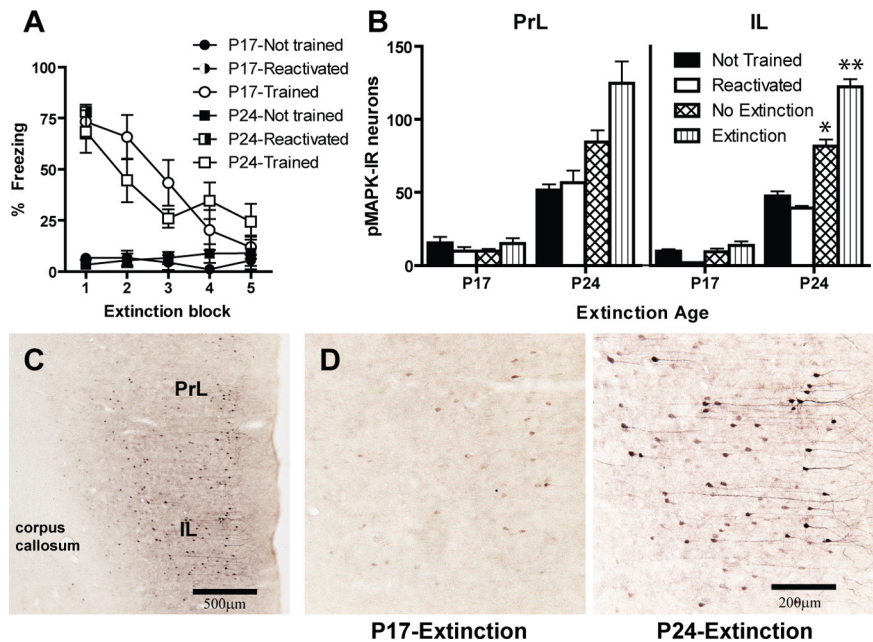 A
P17-Not trained
P17-Reactivated
P17-Trained
P24-Not trained
P24-Reactivated
P24-Trained
100
75
50
25
0
% Freezing
1 2 3 4 5
Extinction block
B
PrL
IL
150
100
50
0
pMAPK-IR neurons
Not Trained
Reactivated
No Extinction
Extinction
*
**
P17 P24 P17 P24
Extinction Age
C
PrL
IL
corpus
callosum
500μm
D
200μm
P17-Extinction P24-Extinction